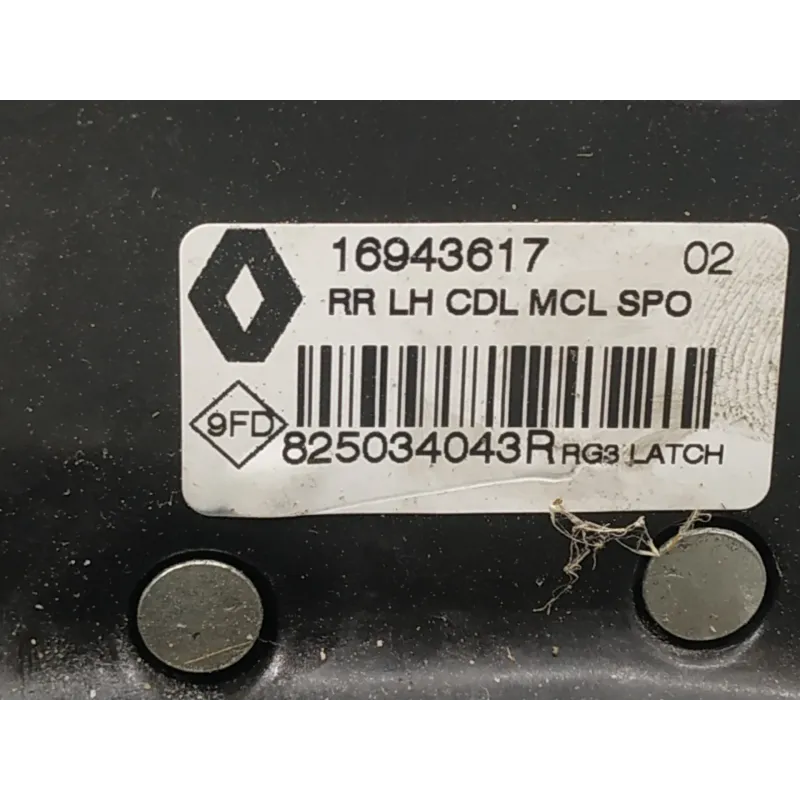 16943617 02
RR LH CDL MCL SPO
9FD
825034043R RG3 LATCH